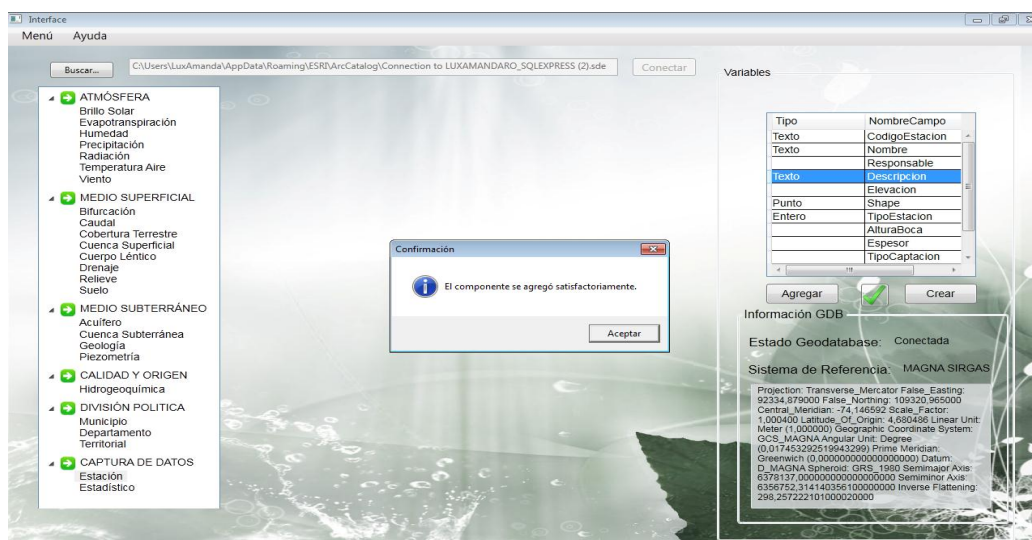 Interface
Menú Ayuda
Buscar...
C:\Users\LuxAmanda\AppData\Roaming\ESRI\ArcCatalog\Connection to LUXAMANDARO_SQLEXPRESS (2).sde
Conectar
ATMÓSFERA
Brillo Solar
Evapotranspiración
Humedad
Precipitación
Radiación
Temperatura Aire
Viento
MEDIO SUPERFICIAL
Bifurcación
Caudal
Cobertura Terrestre
Cuenca Superficial
Cuerpo Léntico
Drenaje
Relieve
Suelo
MEDIO SUBTERRÁNEO
Acuífero
Cuenca Subterránea
Geología
Piezometría
CALIDAD Y ORIGEN
Hidrogeoquímica
DIVISIÓN POLITICA
Municipio
Departamento
Territorial
CAPTURA DE DATOS
Estación
Estadístico
Confirmación
El componente se agregó satisfactoriamente.
Aceptar
Variables
Tipo NombreCampo
Texto CodigoEstacion
Texto Nombre
Responsable
Texto Descripcion
Elevacion
Punto Shape
Entero TipoEstacion
AlturaBoca
Espesor
TipoCaptacion
Agregar
Crear
Información GDB
Estado Geodatabase: Conectada
Sistema de Referencia: MAGNA SIRGAS
Projection: Transverse_Mercator False_Easting:
92334,879000 False_Northing: 109320,965000
Central_Meridian: -74,146592 Scale_Factor:
1,000400 Latitude_Of_Origin: 4,680486 Linear Unit:
Meter (1,000000) Geographic Coordinate System:
GCS_MAGNA Angular Unit: Degree
(0,017453292519943299) Prime Meridian:
Greenwich (0,000000000000000000) Datum:
D_MAGNA Spheroid: GRS_1980 Semimajor Axis:
6378137,000000000000000000 Semiminor Axis:
6356752,314140356100000000 Inverse Flattening:
298,257222101000020000